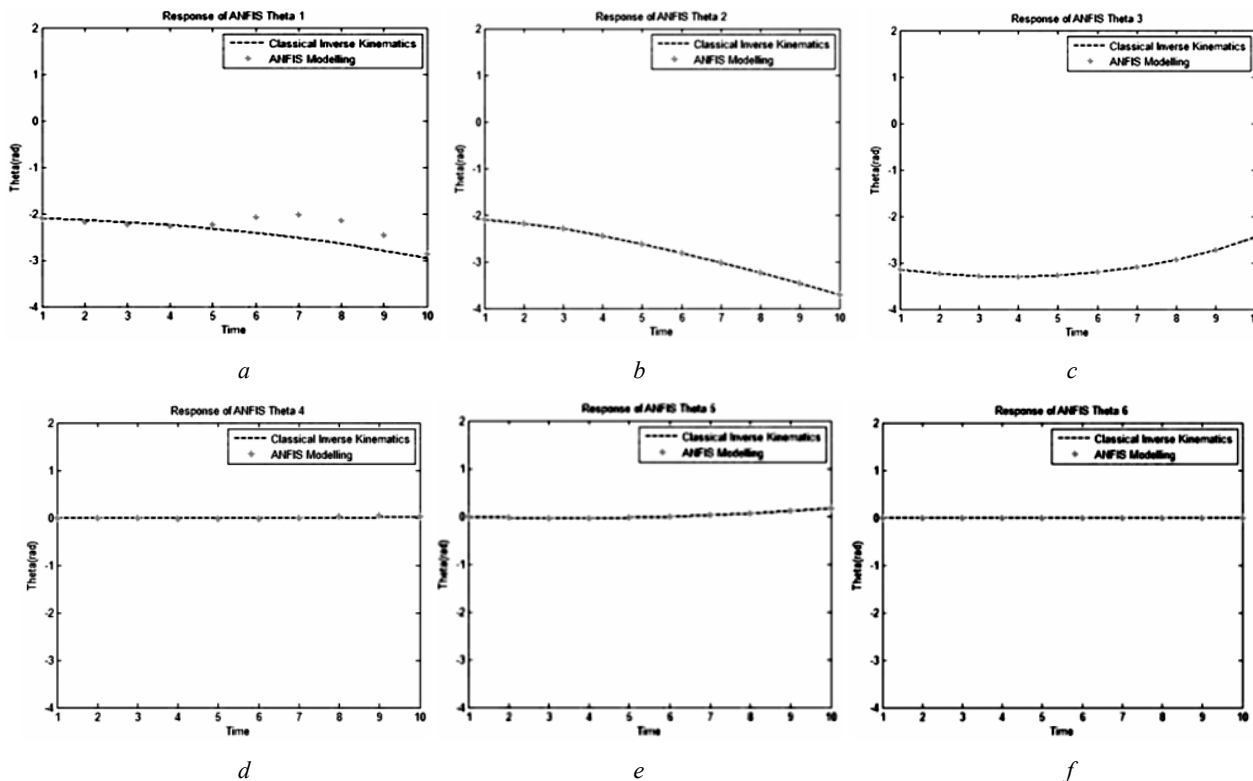 Response of ANFIS Theta 1
2
1
0
-1
-2
-3
-4
Theta(rad)
Classical Inverse Kinematics
ANFIS Modelling
1 2 3 4 5 6 7 8 9 10
Time
a
Response of ANFIS Theta 2
2
1
0
-1
-2
-3
-4
Theta(rad)
Classical Inverse Kinematics
ANFIS Modelling
1 2 3 4 5 6 7 8 9 10
Time
b
Response of ANFIS Theta 3
2
1
0
-1
-2
-3
-4
Theta(rad)
Classical Inverse Kinematics
ANFIS Modelling
1 2 3 4 5 6 7 8 9 1
Time
c
Response of ANFIS Theta 4
2
1
0
-1
-2
-3
-4
Theta(rad)
Classical Inverse Kinematics
ANFIS Modelling
1 2 3 4 5 6 7 8 9 10
Time
d
Response of ANFIS Theta 5
2
1
0
-1
-2
-3
-4
Theta(rad)
Classical Inverse Kinematics
ANFIS Modelling
1 2 3 4 5 6 7 8 9 10
Time
e
Response of ANFIS Theta 6
2
1
0
-1
-2
-3
-4
Theta(rad)
Classical Inverse Kinematics
ANFIS Modelling
1 2 3 4 5 6 7 8 9 10
Time
f